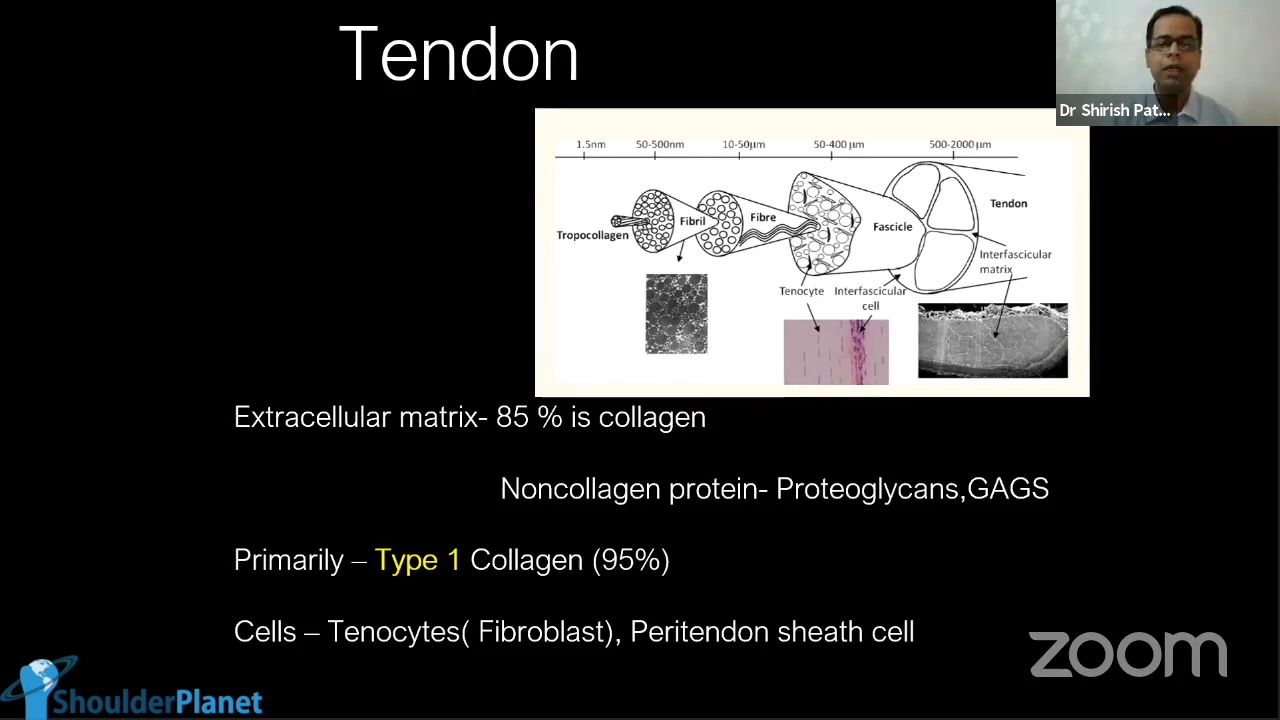 Tendon
Dr Shirish Pat...
1.5nm 50-500nm 10-50µm 50-400 µm 500-2000 µm
Tropocollagen
Fibril
Fibre
Fascicle
Tendon
Interfascicular
matrix
Tenocyte
Interfascicular
cell
Extracellular matrix- 85 % is collagen
Noncollagen protein- Proteoglycans,GAGS
Primarily – Type 1 Collagen (95%)
Cells – Tenocytes( Fibroblast), Peritendon sheath cell
zoom
ShoulderPlanet